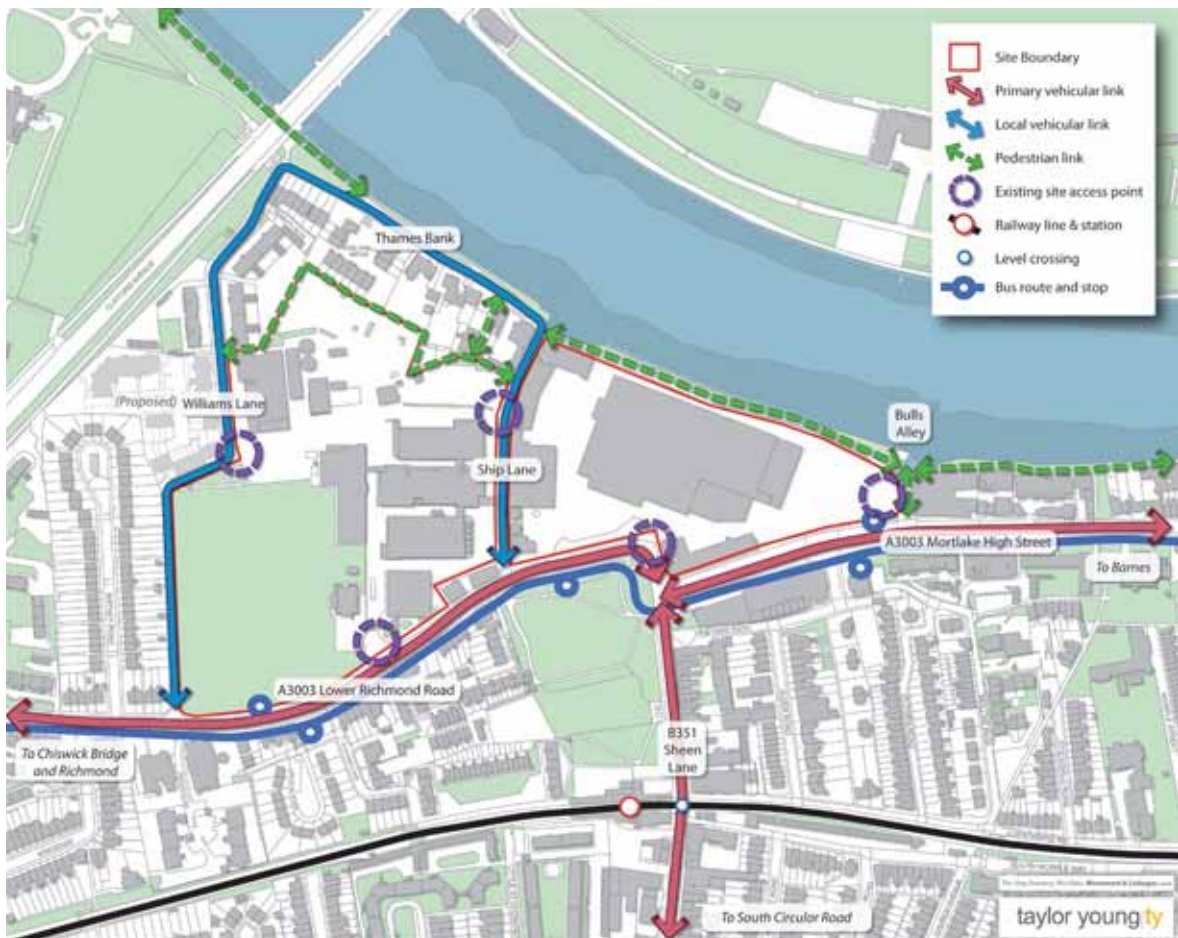 Site Boundary
Primary vehicular link
Local vehicular link
Pedestrian link
Existing site access point
Railway line & station
Level crossing
Bus route and stop
Thames Bank
(Proposed) Williams Lane
Ship Lane
Bulls
Alley
A3003 Mortlake High Street
To Barnes
A3003 Lower Richmond Road
To Chiswick Bridge
and Richmond
B351
Sheen
Lane
To South Circular Road
taylor young ty